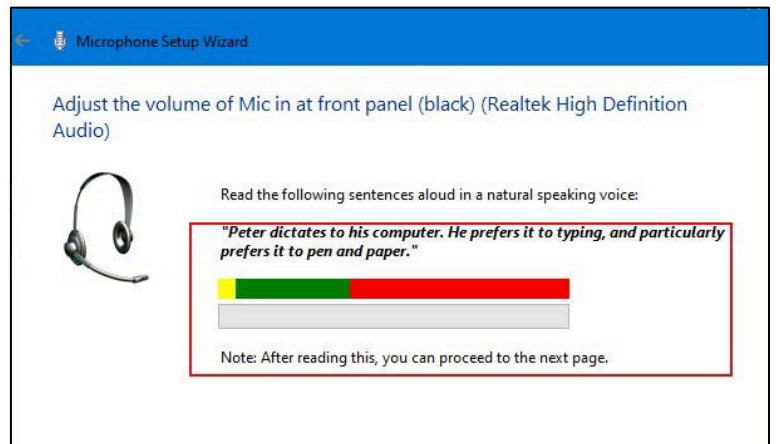 Microphone Setup Wizard
Adjust the volume of Mic in at front panel (black) (Realtek High Definition
Audio)
Read the following sentences aloud in a natural speaking voice:
"Peter dictates to his computer. He prefers it to typing, and particularly
prefers it to pen and paper."
Note: After reading this, you can proceed to the next page.